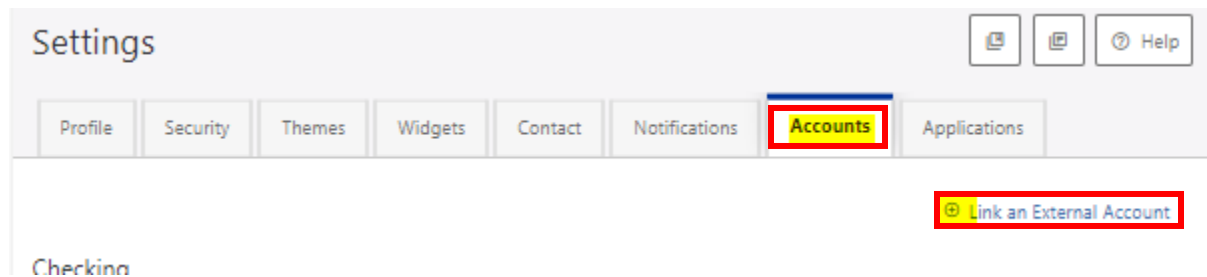 Settings
Help
Profile Security Themes Widgets Contact Notifications Accounts Applications
Link an External Account
Checking